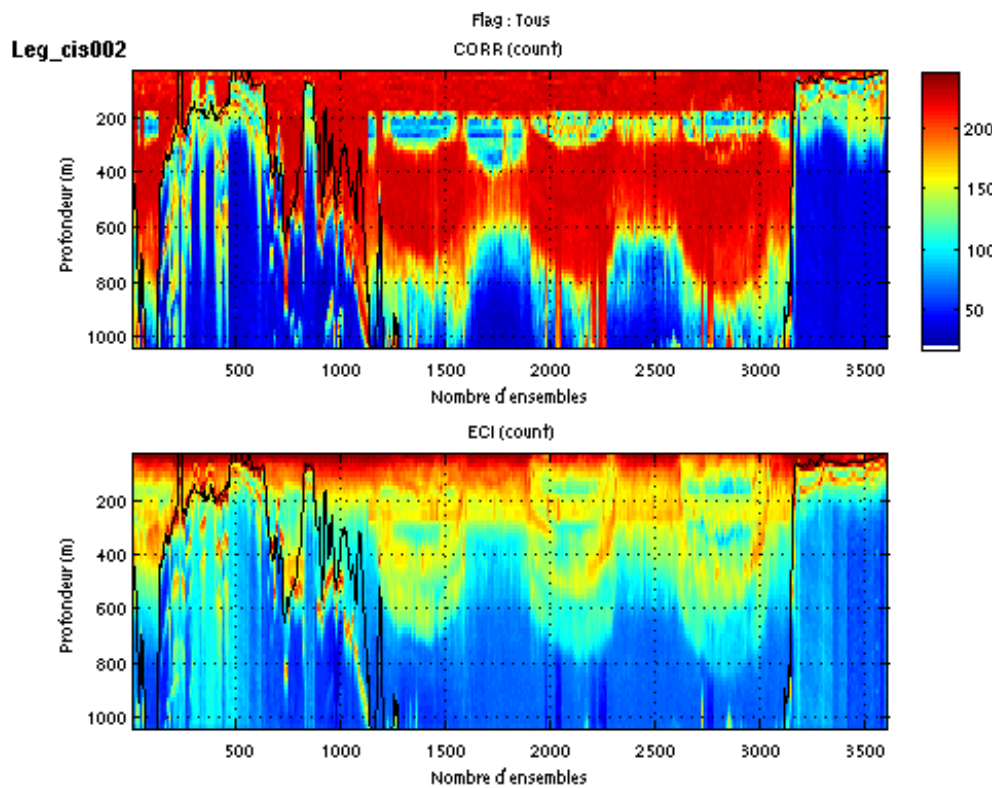 Flag : Tous
Leg_cis002
CORR (count)
200
400
600
800
1000
Profondeur (m)
500 1000 1500 2000 2500 3000 3500
Nombre d'ensembles
200
150
100
50
ECI (count)
200
400
600
800
1000
Profondeur (m)
500 1000 1500 2000 2500 3000 3500
Nombre d'ensembles